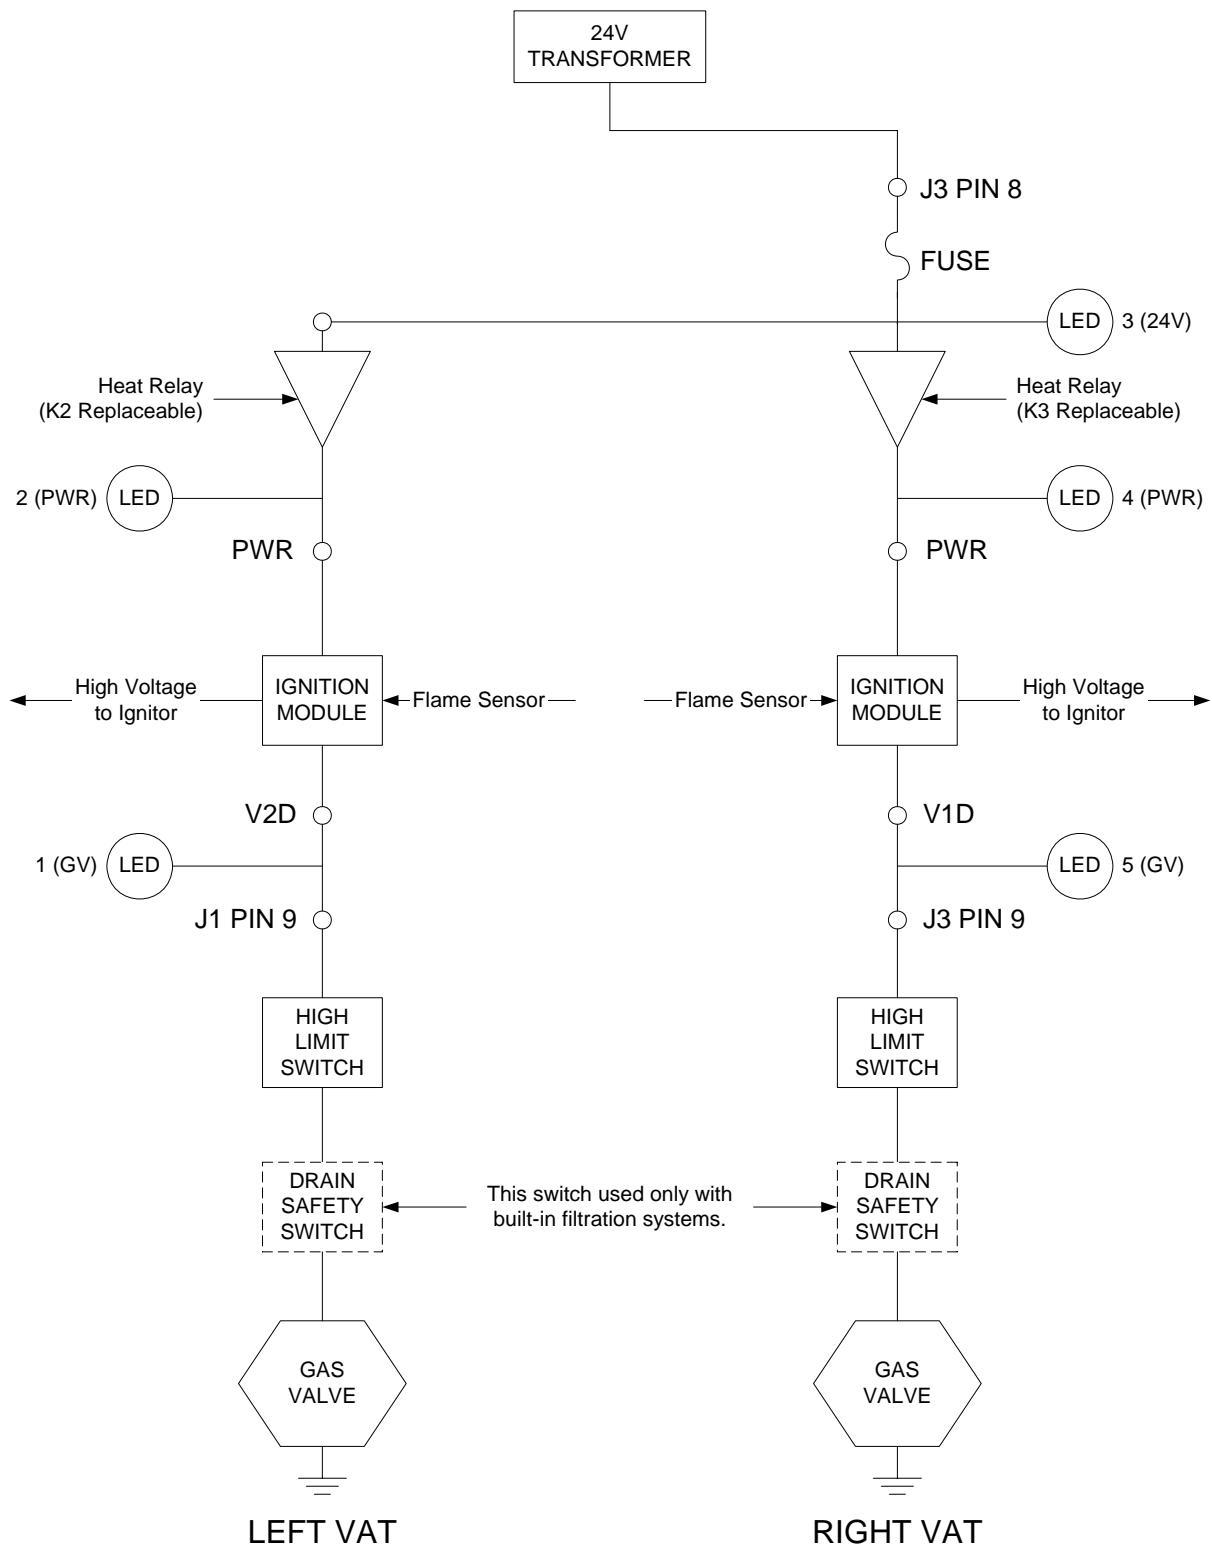 24V
TRANSFORMER
J3 PIN 8
FUSE
LED
3 (24V)
Heat Relay
(K2 Replaceable)
Heat Relay
(K3 Replaceable)
2 (PWR)
LED
LED
4 (PWR)
PWR
PWR
High Voltage
to Ignitor
IGNITION
MODULE
Flame Sensor
Flame Sensor
IGNITION
MODULE
High Voltage
to Ignitor
V2D
V1D
1 (GV)
LED
LED
5 (GV)
J1 PIN 9
J3 PIN 9
HIGH
LIMIT
SWITCH
HIGH
LIMIT
SWITCH
DRAIN
SAFETY
SWITCH
This switch used only with
built-in filtration systems.
DRAIN
SAFETY
SWITCH
GAS
VALVE
GAS
VALVE
LEFT VAT
RIGHT VAT